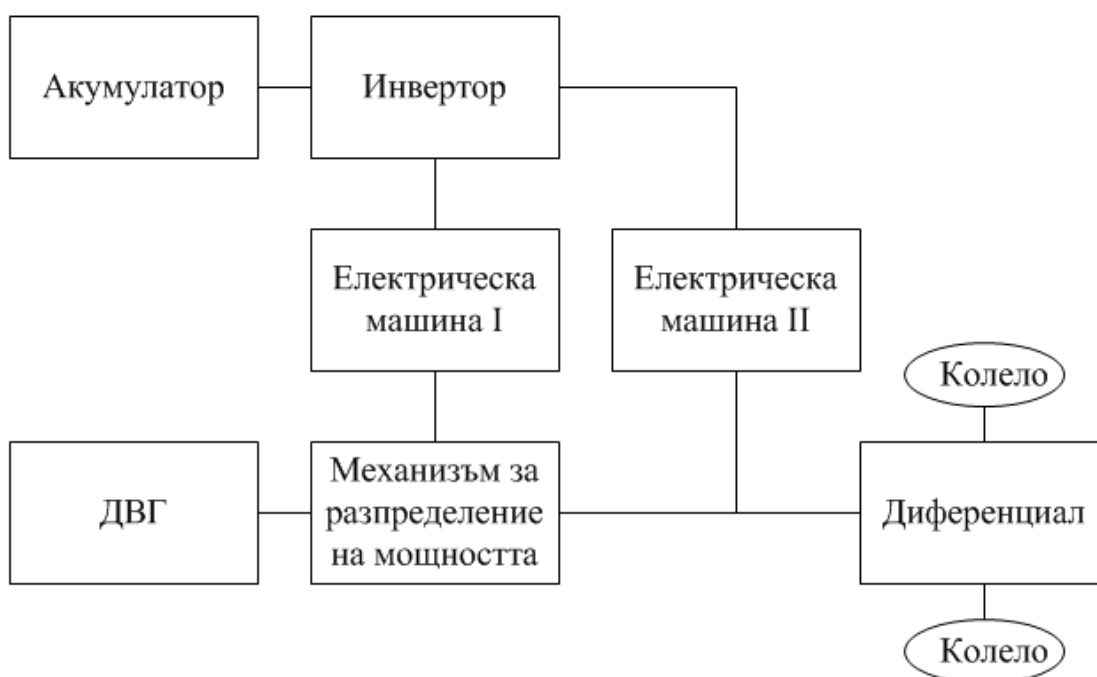 Акумулатор
Инвертор
Електрическа
машина I
Електрическа
машина II
Колело
ДВГ
Механизъм за
разпределение
на мощността
Диференциал
Колело